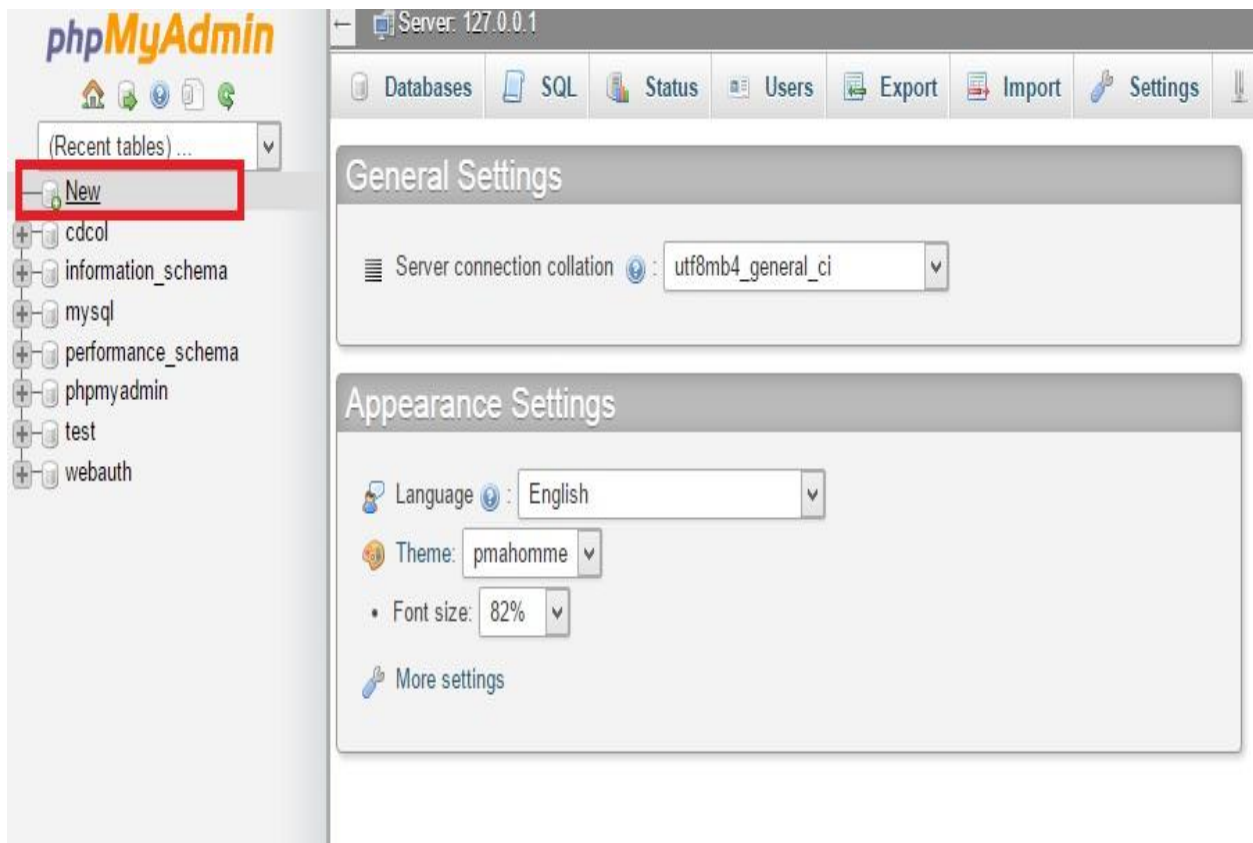 phpMyAdmin
(Recent tables) ...
New
cdcol
information_schema
mysql
performance_schema
phpmyadmin
test
webauth
Server: 127.0.0.1
Databases SQL Status Users Export Import Settings
General Settings
Server connection collation : utf8mb4_general_ci
Appearance Settings
Language : English
Theme: pmahomme
• Font size: 82%
More settings